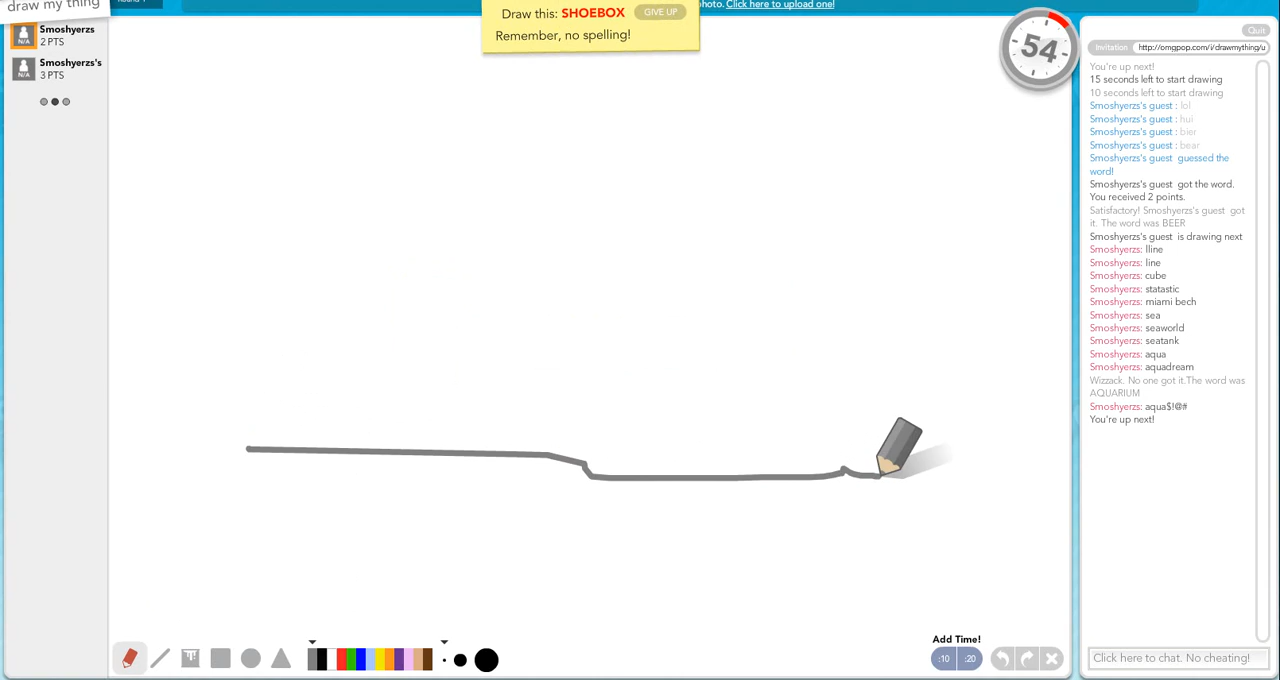 draw my thing
Draw this: SHOEBOX GIVE UP
Remember, no spelling!
photo. Click here to upload one!
Smoshyerzs
2 PTS
Smoshyerzs's
3 PTS
N/A
N/A
54
Quit
Invitation http://omgpop.com/i/drawmything/u
You're up next!
15 seconds left to start drawing
10 seconds left to start drawing
Smoshyerzs's guest : lol
Smoshyerzs's guest : hui
Smoshyerzs's guest : bier
Smoshyerzs's guest : bear
Smoshyerzs's guest guessed the
word!
Smoshyerzs's guest got the word.
You received 2 points.
Satisfactory! Smoshyerzs's guest got
it. The word was BEER
Smoshyerzs's guest is drawing next
Smoshyerzs: lline
Smoshyerzs: line
Smoshyerzs: cube
Smoshyerzs: statastic
Smoshyerzs: miami bech
Smoshyerzs: sea
Smoshyerzs: seaworld
Smoshyerzs: seatank
Smoshyerzs: aqua
Smoshyerzs: aquadream
Wizzack. No one got it.The word was
AQUARIUM
Smoshyerzs: aqua$!@#
You're up next!
Add Time!
:10 :20
Click here to chat. No cheating!